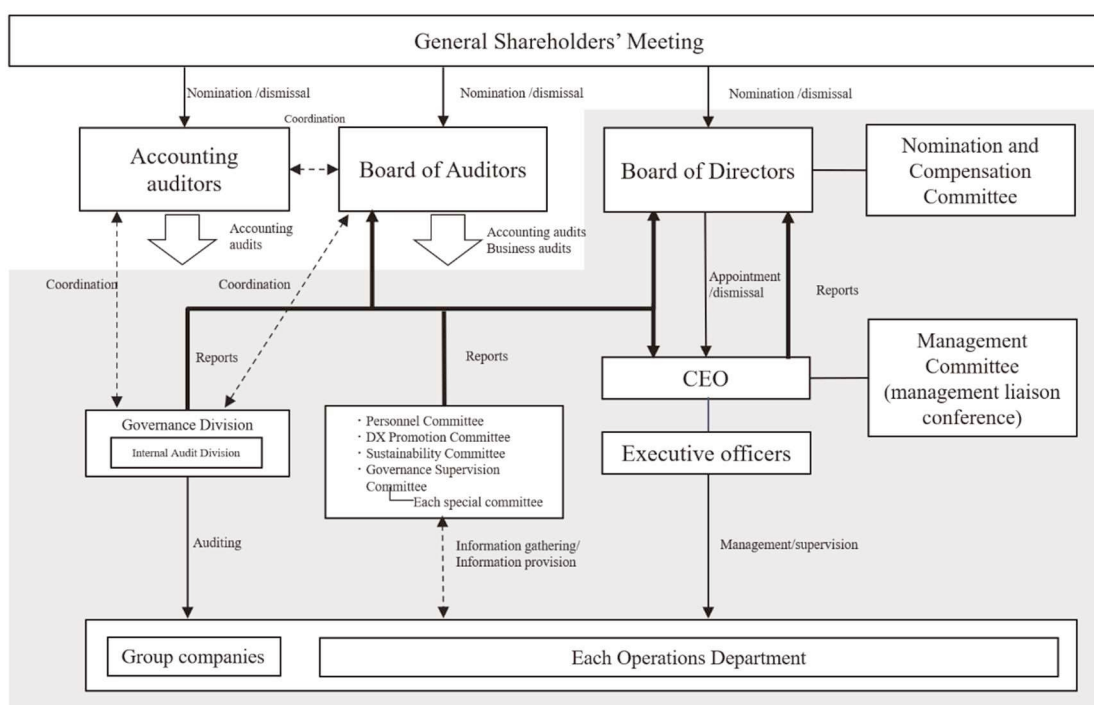 General Shareholders’ Meeting
Nomination /dismissal
Nomination /dismissal
Nomination /dismissal
Coordination
Accounting
auditors
Board of Auditors
Board of Directors
Nomination and
Compensation
Committee
Accounting
audits
Accounting audits
Business audits
Coordination
Coordination
Appointment
/dismissal
Reports
Reports
Reports
CEO
Management
Committee
(management liaison
conference)
Governance Division
Internal Audit Division
・Personnel Committee
・DX Promotion Committee
・Sustainability Committee
・Governance Supervision
Committee
Each special committee
Executive officers
Auditing
Information gathering/
Information provision
Management/supervision
Group companies
Each Operations Department